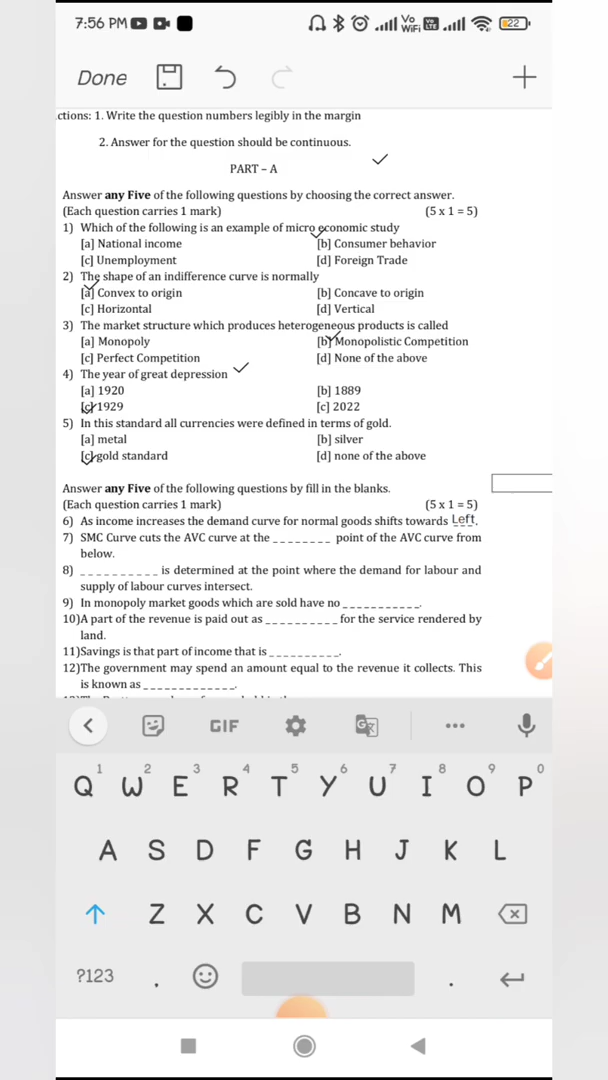 7:56 PM
Vo
WiFi
22
Done
ctions: 1. Write the question numbers legibly in the margin
2. Answer for the question should be continuous.
PART – A
Answer any Five of the following questions by choosing the correct answer.
(Each question carries 1 mark) (5 x 1 = 5)
1) Which of the following is an example of micro economic study
[a] National income [b] Consumer behavior
[c] Unemployment [d] Foreign Trade
2) The shape of an indifference curve is normally
[a] Convex to origin [b] Concave to origin
[c] Horizontal [d] Vertical
3) The market structure which produces heterogeneous products is called
[a] Monopoly [b] Monopolistic Competition
[c] Perfect Competition [d] None of the above
4) The year of great depression
[a] 1920 [b] 1889
[c] 1929 [c] 2022
5) In this standard all currencies were defined in terms of gold.
[a] metal [b] silver
[c] gold standard [d] none of the above
Answer any Five of the following questions by fill in the blanks.
(Each question carries 1 mark) (5 x 1 = 5)
6) As income increases the demand curve for normal goods shifts towards Left.
7) SMC Curve cuts the AVC curve at the ________ point of the AVC curve from
below.
8) __________ is determined at the point where the demand for labour and
supply of labour curves intersect.
9) In monopoly market goods which are sold have no ___________.
10)A part of the revenue is paid out as __________ for the service rendered by
land.
11)Savings is that part of income that is __________.
12)The government may spend an amount equal to the revenue it collects. This
is known as _____________.
GIF
Q1 W2 E3 R4 T5 Y6 U7 I8 O9 P0
A S D F G H J K L
Z X C V B N M
?123 , .